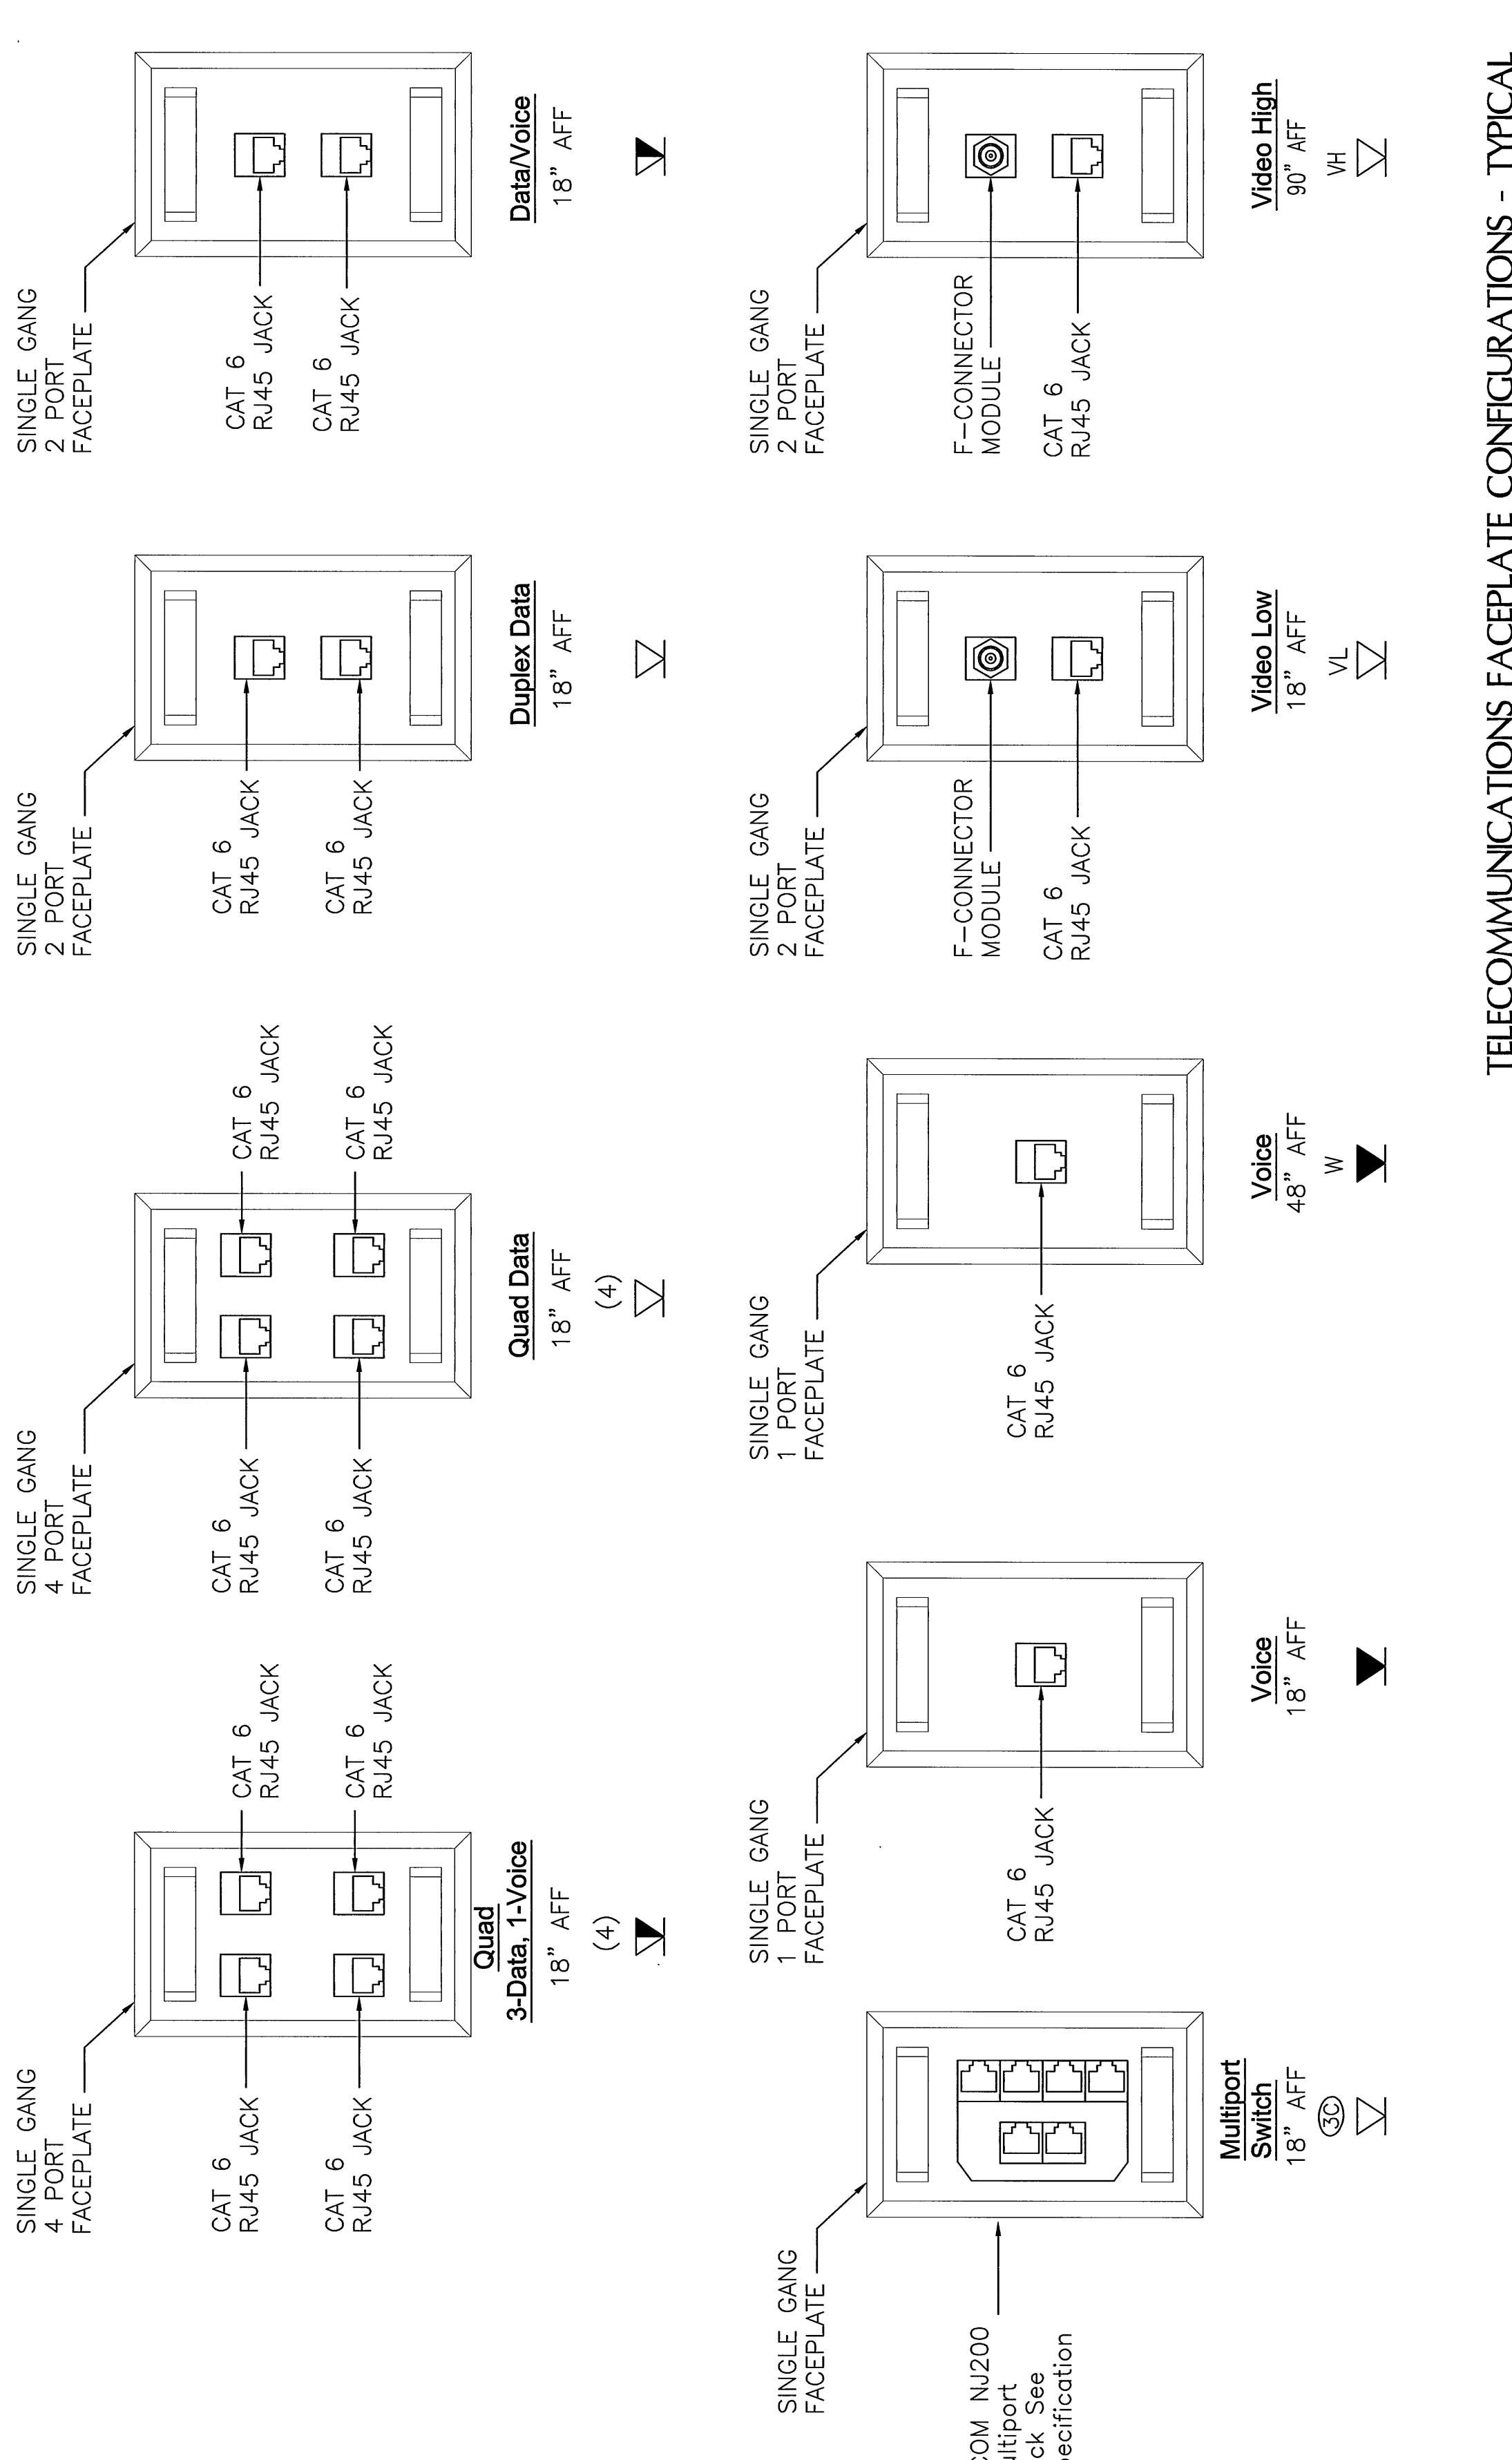 SINGLE GANG
4 PORT
FACEPLATE
CAT 6
RJ45 JACK
CAT 6
RJ45 JACK
CAT 6
RJ45 JACK
CAT 6
RJ45 JACK
Quad
3-Data, 1-Voice
18" AFF
(4)
SINGLE GANG
4 PORT
FACEPLATE
CAT 6
RJ45 JACK
CAT 6
RJ45 JACK
CAT 6
RJ45 JACK
CAT 6
RJ45 JACK
Quad Data
18" AFF
(4)
SINGLE GANG
2 PORT
FACEPLATE
CAT 6
RJ45 JACK
CAT 6
RJ45 JACK
Duplex Data
18" AFF
SINGLE GANG
2 PORT
FACEPLATE
CAT 6
RJ45 JACK
CAT 6
RJ45 JACK
Data/Voice
18" AFF
SINGLE GANG
FACEPLATE
COM NJ200
ultiport
ck See
pecification
Multiport
Switch
18" AFF
3C
SINGLE GANG
1 PORT
FACEPLATE
CAT 6
RJ45 JACK
Voice
18" AFF
SINGLE GANG
1 PORT
FACEPLATE
CAT 6
RJ45 JACK
Voice
48" AFF
W
SINGLE GANG
2 PORT
FACEPLATE
F-CONNECTOR
MODULE
CAT 6
RJ45 JACK
Video Low
18" AFF
VL
SINGLE GANG
2 PORT
FACEPLATE
F-CONNECTOR
MODULE
CAT 6
RJ45 JACK
Video High
90" AFF
VH
TELECOMMUNICATIONS FACEPLATE CONFIGURATIONS - TYPICAL